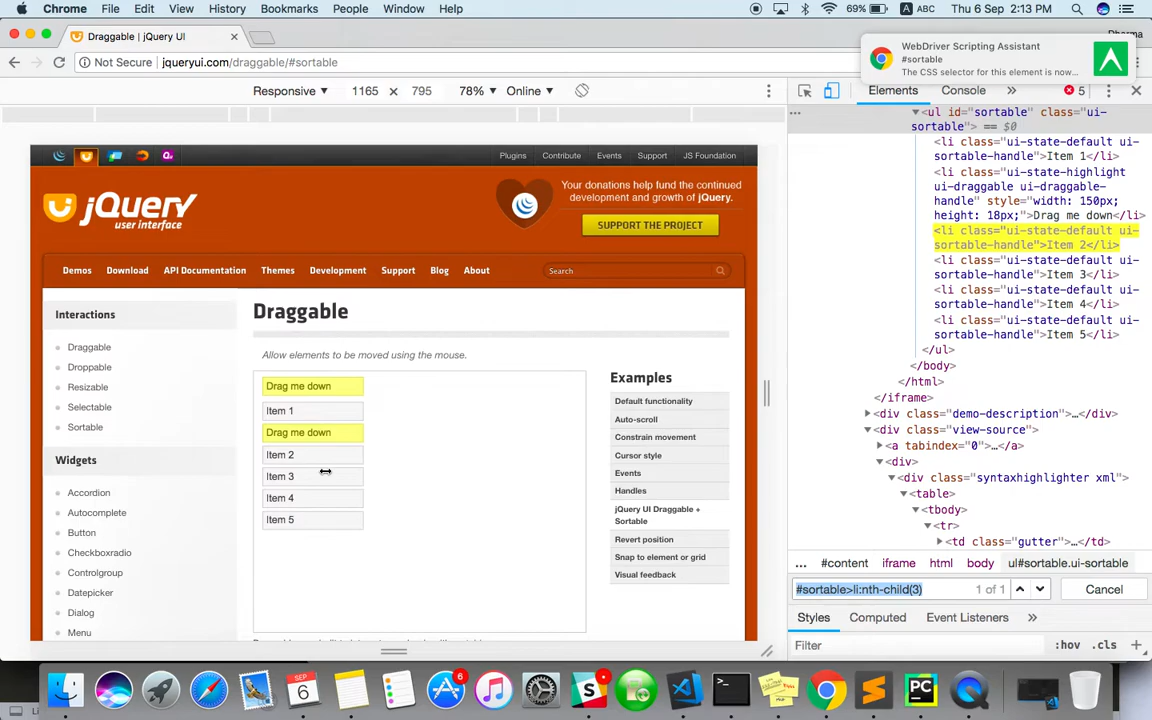 Chrome File Edit View History Bookmarks People Window Help 69% A ABC Thu 6 Sep 2:13 PM
Draggable | jQuery UI
Not Secure | jqueryui.com/draggable/#sortable
WebDriver Scripting Assistant
#sortable
The CSS selector for this element is now...
Responsive ▼ 1165 × 795 78% ▼ Online ▼
Elements Console » 5
Plugins Contribute Events Support JS Foundation
jQuery
user interface
Your donations help fund the continued
development and growth of jQuery.
SUPPORT THE PROJECT
Demos Download API Documentation Themes Development Support Blog About
Search
Interactions
Draggable
Droppable
Resizable
Selectable
Sortable
Widgets
Accordion
Autocomplete
Button
Checkboxradio
Controlgroup
Datepicker
Dialog
Menu
Draggable
Allow elements to be moved using the mouse.
Drag me down
Item 1
Drag me down
Item 2
Item 3
Item 4
Item 5
Examples
Default functionality
Auto-scroll
Constrain movement
Cursor style
Events
Handles
jQuery UI Draggable +
Sortable
Revert position
Snap to element or grid
Visual feedback
... ▼<ul id="sortable" class="ui-
sortable"> == $0
<li class="ui-state-default ui-
sortable-handle">Item 1</li>
<li class="ui-state-highlight
ui-draggable ui-draggable-
handle" style="width: 150px;
height: 18px;">Drag me down</li>
<li class="ui-state-default ui-
sortable-handle">Item 2</li>
<li class="ui-state-default ui-
sortable-handle">Item 3</li>
<li class="ui-state-default ui-
sortable-handle">Item 4</li>
<li class="ui-state-default ui-
sortable-handle">Item 5</li>
</ul>
</body>
</html>
</iframe>
▶<div class="demo-description">…</div>
▼<div class="view-source">
▶<a tabindex="0">…</a>
▼<div>
▼<div class="syntaxhighlighter xml">
▼<table>
▼<tbody>
▼<tr>
▶<td class="gutter">…</td>
... #content iframe html body ul#sortable.ui-sortable
#sortable>li:nth-child(3) 1 of 1 Cancel
Styles Computed Event Listeners »
Filter :hov .cls +
SEP
6
6
PC